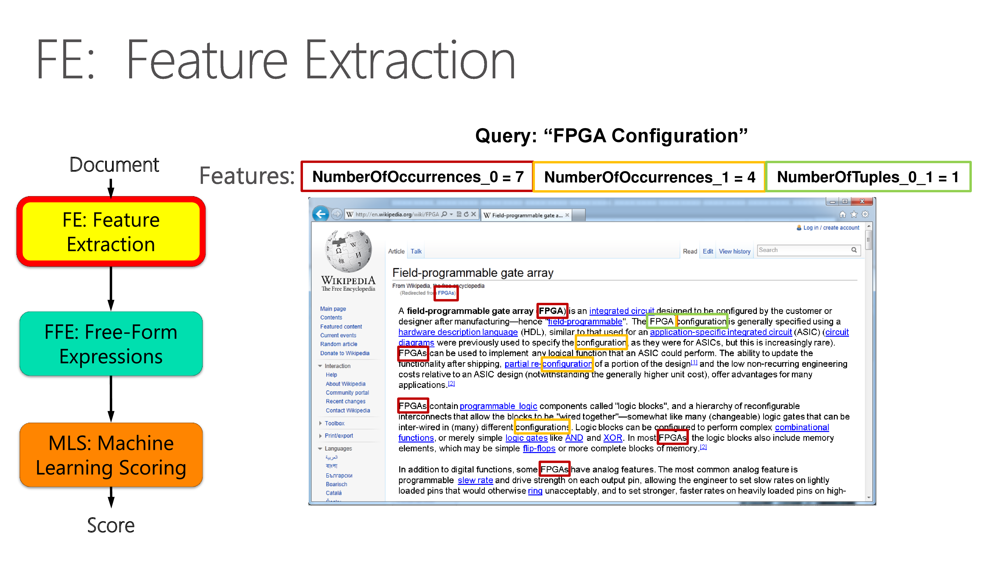 FE: Feature Extraction
Query: “FPGA Configuration”
Document
Features:
NumberOfOccurrences_0 = 7
NumberOfOccurrences_1 = 4
NumberOfTuples_0_1 = 1
FE: Feature
Extraction
FFE: Free-Form
Expressions
MLS: Machine
Learning Scoring
Score
http://en.wikipedia.org/wiki/FPGA
Field-programmable gate a...
Log in / create account
Article Talk
Read Edit View history
Search
WIKIPEDIA
The Free Encyclopedia
Main page
Contents
Featured content
Current events
Random article
Donate to Wikipedia
Interaction
Help
About Wikipedia
Community portal
Recent changes
Contact Wikipedia
Toolbox
Print/export
Languages
العربية
বাংলা
Български
Boarisch
Català
Field-programmable gate array
From Wikipedia, the free encyclopedia
(Redirected from FPGAs)
A field-programmable gate array (FPGA) is an integrated circuit designed to be configured by the customer or
designer after manufacturing—hence "field-programmable". The FPGA configuration is generally specified using a
hardware description language (HDL), similar to that used for an application-specific integrated circuit (ASIC) (circuit
diagrams were previously used to specify the configuration, as they were for ASICs, but this is increasingly rare).
FPGAs can be used to implement any logical function that an ASIC could perform. The ability to update the
functionality after shipping, partial re-configuration of a portion of the design[1] and the low non-recurring engineering
costs relative to an ASIC design (notwithstanding the generally higher unit cost), offer advantages for many
applications.[2]
FPGAs contain programmable logic components called "logic blocks", and a hierarchy of reconfigurable
interconnects that allow the blocks to be "wired together"—somewhat like many (changeable) logic gates that can be
inter-wired in (many) different configurations. Logic blocks can be configured to perform complex combinational
functions, or merely simple logic gates like AND and XOR. In most FPGAs, the logic blocks also include memory
elements, which may be simple flip-flops or more complete blocks of memory.[2]
In addition to digital functions, some FPGAs have analog features. The most common analog feature is
programmable slew rate and drive strength on each output pin, allowing the engineer to set slow rates on lightly
loaded pins that would otherwise ring unacceptably, and to set stronger, faster rates on heavily loaded pins on high-